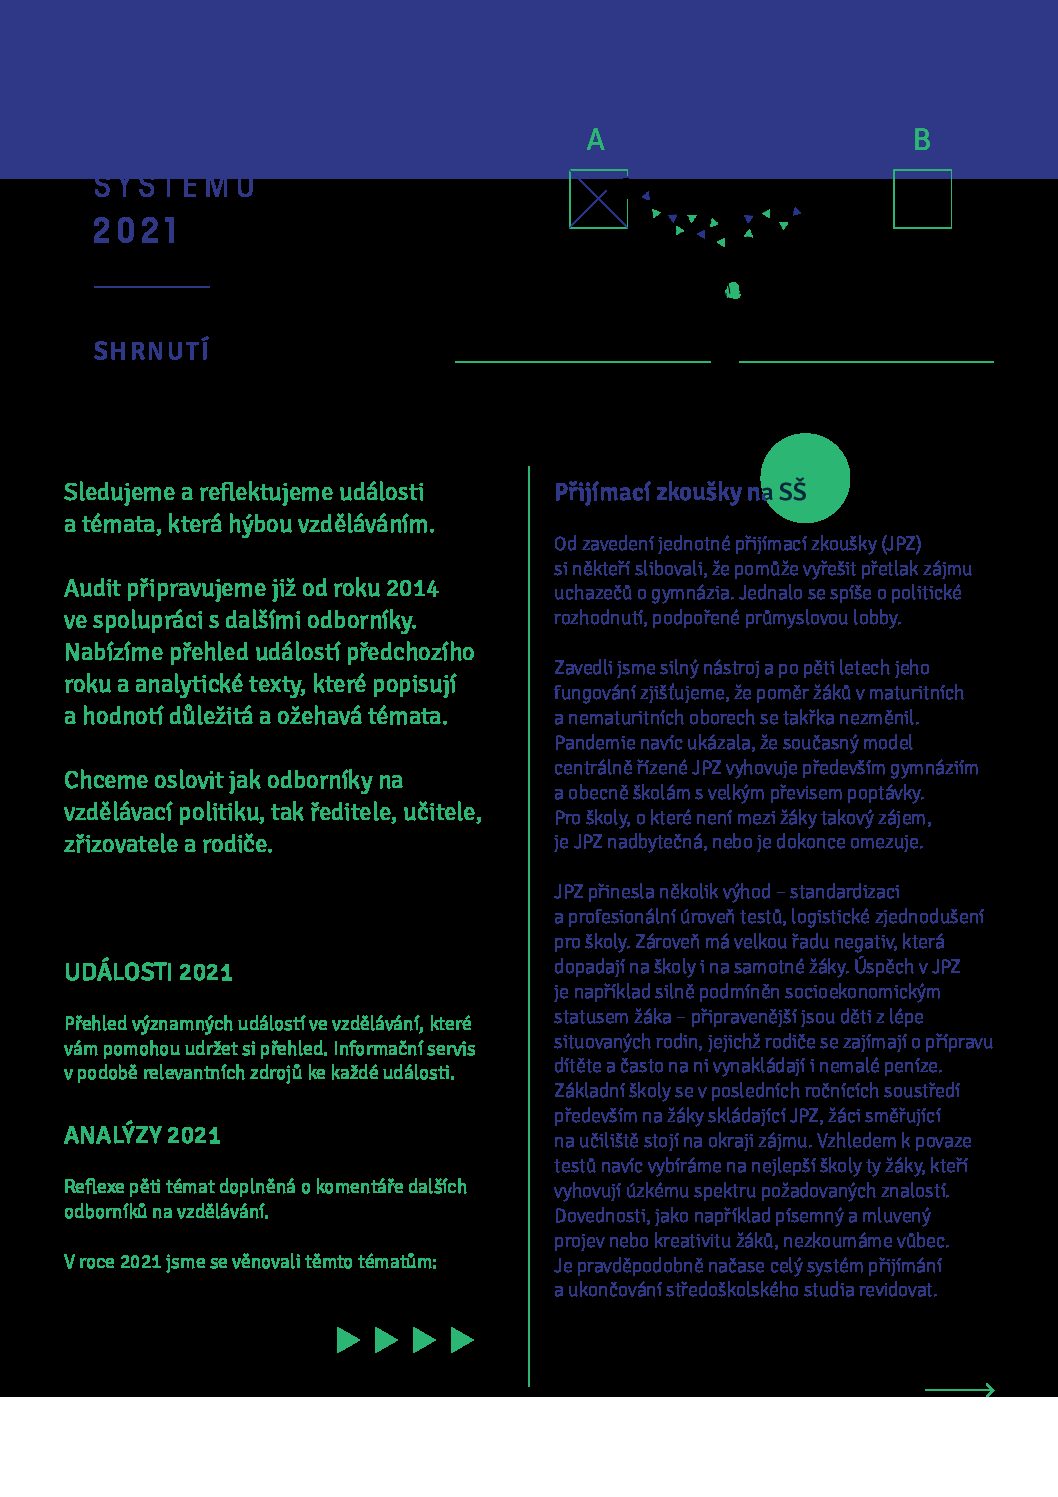 SYSTÉMU
2021
SHRNUTÍ
A
B
Sledujeme a reflektujeme události
a témata, která hýbou vzděláváním.
Audit připravujeme již od roku 2014
ve spolupráci s dalšími odborníky.
Nabízíme přehled událostí předchozího
roku a analytické texty, které popisují
a hodnotí důležitá a ožehavá témata.
Chceme oslovit jak odborníky na
vzdělávací politiku, tak ředitele, učitele,
zřizovatele a rodiče.
UDÁLOSTI 2021
Přehled významných událostí ve vzdělávání, které
vám pomohou udržet si přehled. Informační servis
v podobě relevantních zdrojů ke každé události.
ANALÝZY 2021
Reflexe pěti témat doplněná o komentáře dalších
odborníků na vzdělávání.
V roce 2021 jsme se věnovali těmto tématům:
Přijímací zkoušky na SŠ
Od zavedení jednotné přijímací zkoušky (JPZ)
si někteří slibovali, že pomůže vyřešit přetlak zájmu
uchazečů o gymnázia. Jednalo se spíše o politické
rozhodnutí, podpořené průmyslovou lobby.
Zavedli jsme silný nástroj a po pěti letech jeho
fungování zjišťujeme, že poměr žáků v maturitních
a nematuritních oborech se takřka nezměnil.
Pandemie navíc ukázala, že současný model
centrálně řízené JPZ vyhovuje především gymnáziím
a obecně školám s velkým převisem poptávky.
Pro školy, o které není mezi žáky takový zájem,
je JPZ nadbytečná, nebo je dokonce omezuje.
JPZ přinesla několik výhod – standardizaci
a profesionální úroveň testů, logistické zjednodušení
pro školy. Zároveň má velkou řadu negativ, která
dopadají na školy i na samotné žáky. Úspěch v JPZ
je například silně podmíněn socioekonomickým
statusem žáka – připravenější jsou děti z lépe
situovaných rodin, jejichž rodiče se zajímají o přípravu
dítěte a často na ni vynakládají i nemalé peníze.
Základní školy se v posledních ročnících soustředí
především na žáky skládající JPZ, žáci směřující
na učiliště stojí na okraji zájmu. Vzhledem k povaze
testů navíc vybíráme na nejlepší školy ty žáky, kteří
vyhovují úzkému spektru požadovaných znalostí.
Dovednosti, jako například písemný a mluvený
projev nebo kreativitu žáků, nezkoumáme vůbec.
Je pravděpodobně načase celý systém přijímání
a ukončování středoškolského studia revidovat.